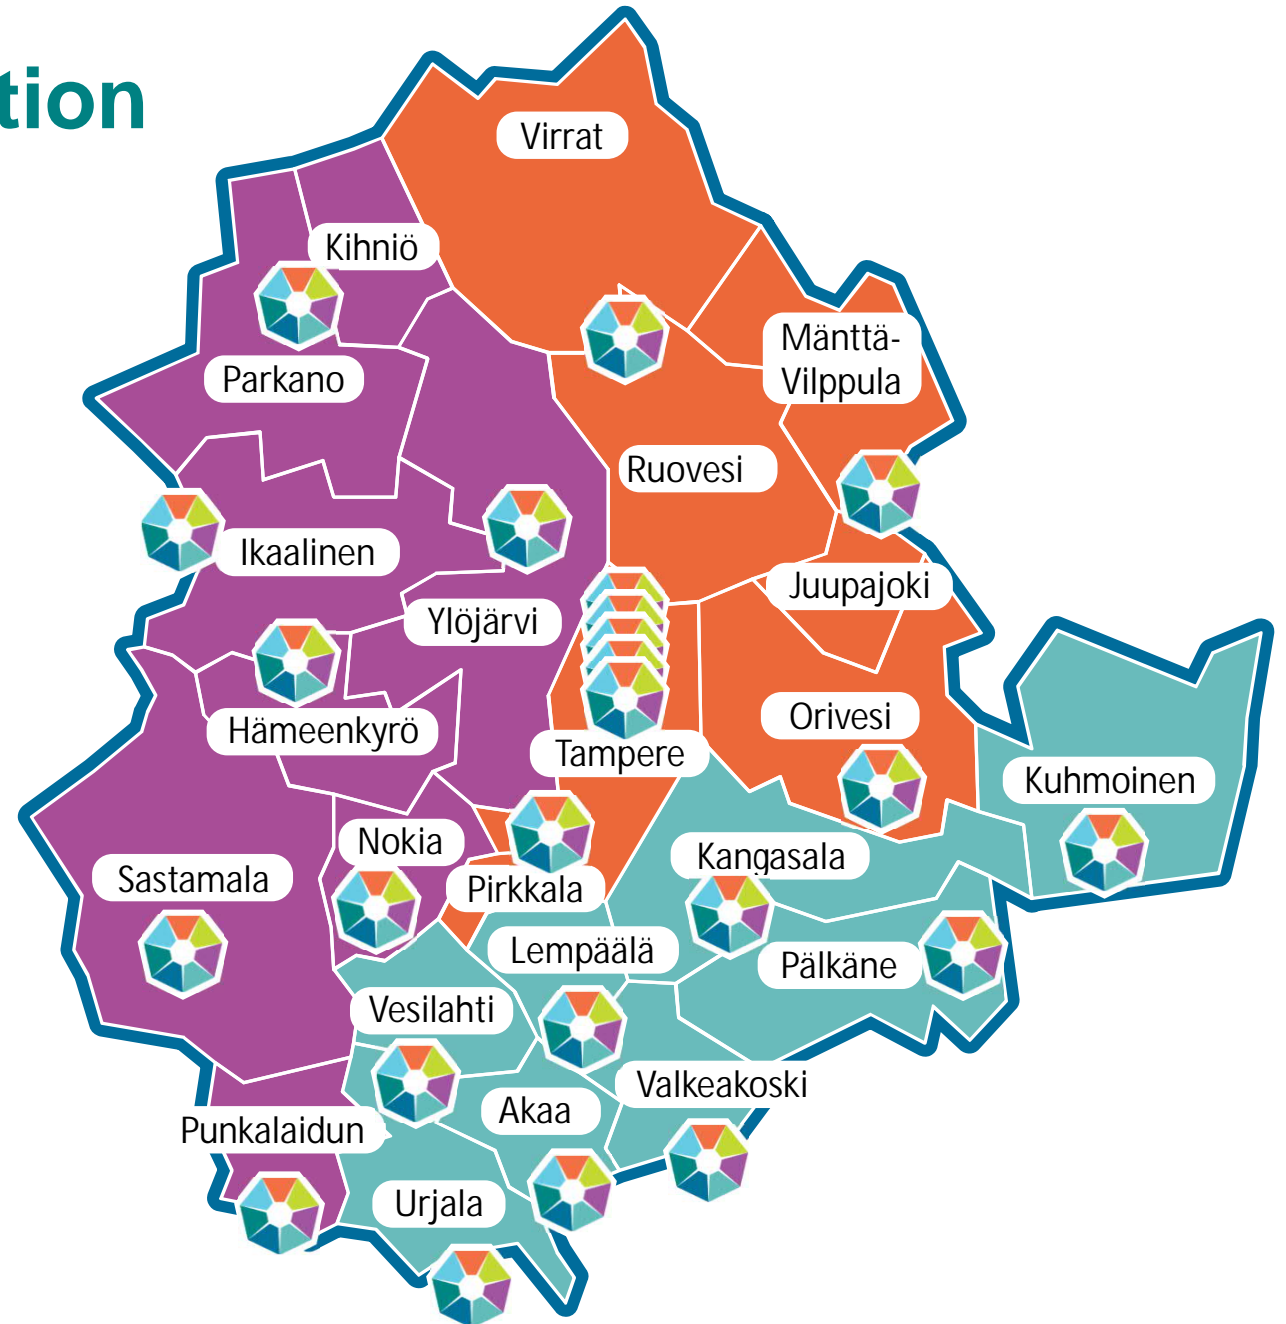 tion
Virrat
Kihniö
Mänttä-
Vilppula
Parkano
Ruovesi
Ikaalinen
Juupajoki
Ylöjärvi
Hämeenkyrö
Orivesi
Tampere
Kuhmoinen
Nokia
Kangasala
Sastamala
Pirkkala
Lempäälä
Pälkäne
Vesilahti
Valkeakoski
Akaa
Punkalaidun
Urjala